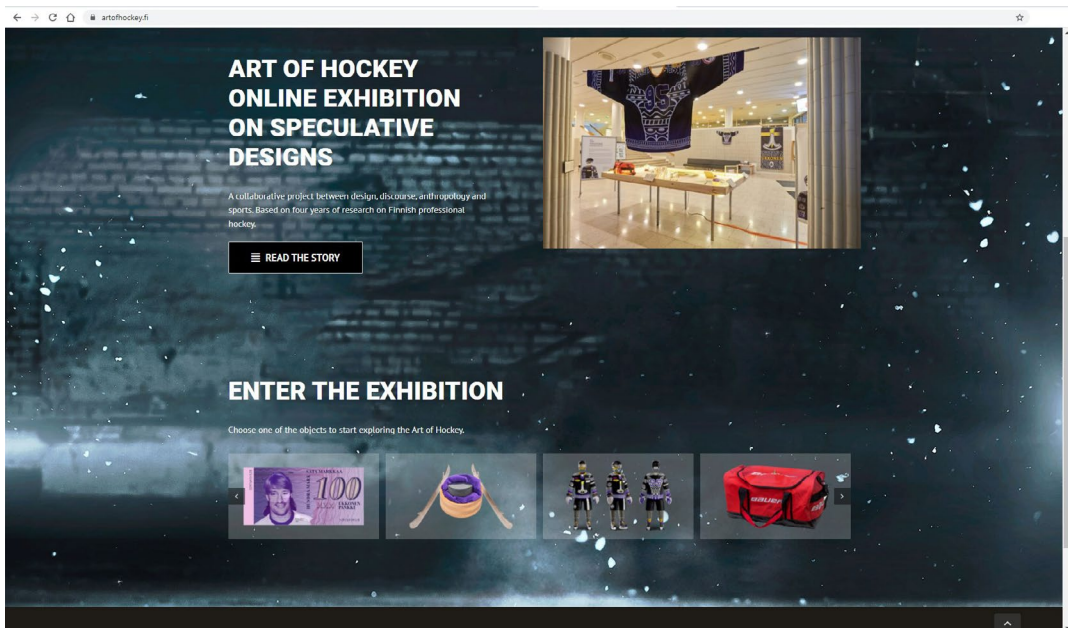 artofhockey.fi
ART OF HOCKEY
ONLINE EXHIBITION
ON SPECULATIVE
DESIGNS
A collaborative project between design, discourse, anthropology and
sports. Based on four years of research on Finnish professional
hockey.
READ THE STORY
95
ENTER THE EXHIBITION
Choose one of the objects to start exploring the Art of Hockey.
100
BAUER